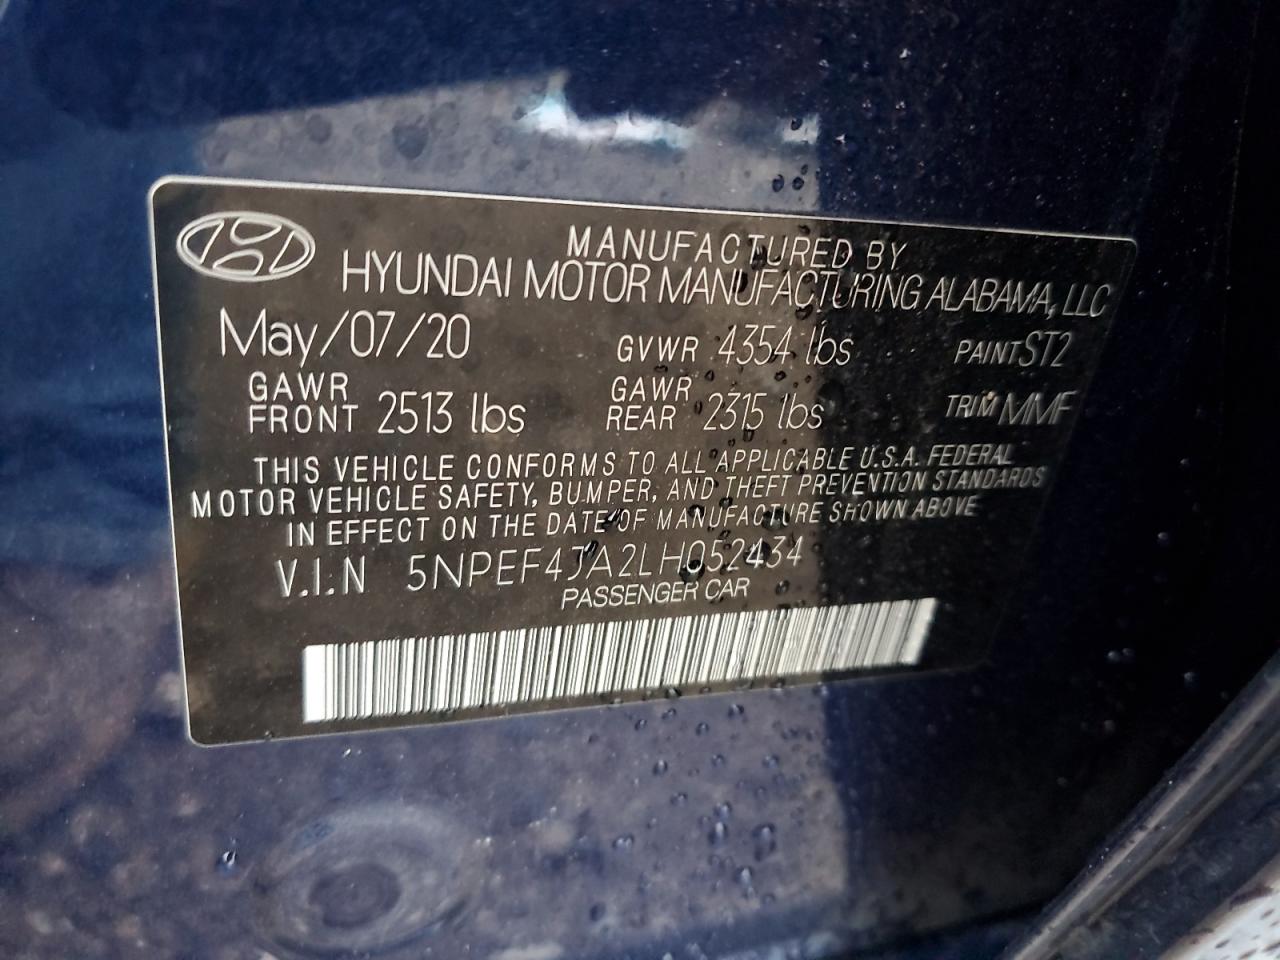 MANUFACTURED BY
HYUNDAI MOTOR MANUFACTURING ALABAMA, LLC
May/07/20 GVWR 4354 lbs PAINT ST2
GAWR FRONT 2513 lbs GAWR REAR 2315 lbs TRIM MMF
THIS VEHICLE CONFORMS TO ALL APPLICABLE U.S.A. FEDERAL
MOTOR VEHICLE SAFETY, BUMPER, AND THEFT PREVENTION STANDARDS
IN EFFECT ON THE DATE OF MANUFACTURE SHOWN ABOVE
V.I.N 5NPEF4JA2LH052434
PASSENGER CAR